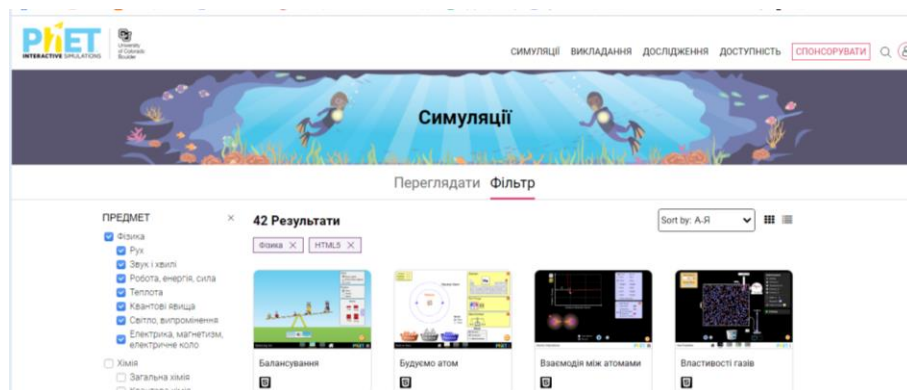 PhET
INTERACTIVE SIMULATIONS
University
of Colorado
Boulder
СИМУЛЯЦІЇ ВИКЛАДАННЯ ДОСЛІДЖЕННЯ ДОСТУПНІСТЬ СПОНСОРУВАТИ
Симуляції
Переглядати Фільтр
ПРЕДМЕТ ×
Фізика
Рух
Звук і хвилі
Робота, енергія, сила
Теплота
Квантові явища
Світло, випромінення
Електрика, магнетизм,
електричне коло
Хімія
Загальна хімія
42 Результати
Sort by: А-Я
Фізика ×
HTML5 ×
Балансування
Будуємо атом
Взаємодія між атомами
Властивості газів